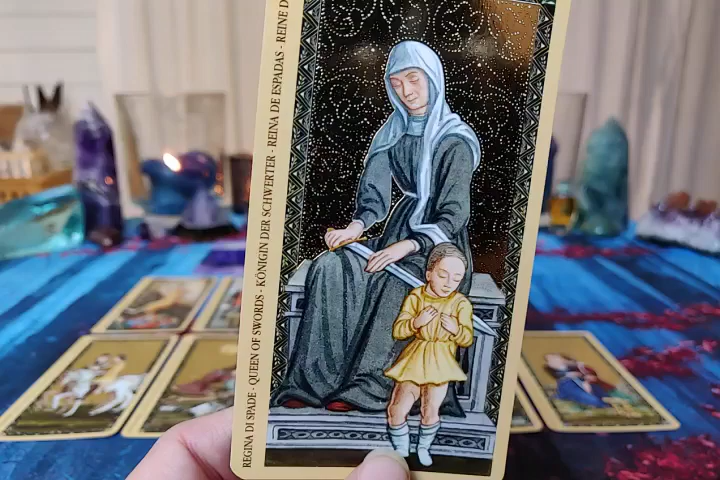 REGINA DI SPADE - QUEEN OF SWORDS - KÖNIGIN DER SCHWERTER - REINA DE ESPADAS - REINE D